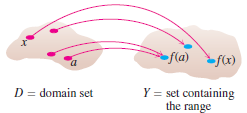 x
a
f(a)
f(x)
D = domain set
Y = set containing
the range